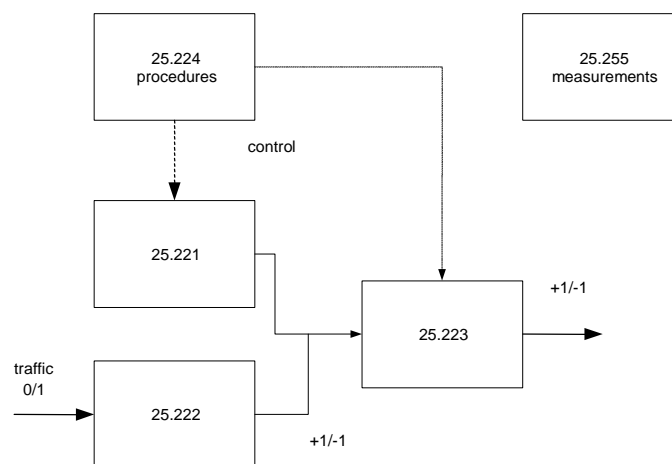 25.224
procedures
25.255
measurements
control
25.221
+1/-1
25.223
traffic
0/1
25.222
+1/-1